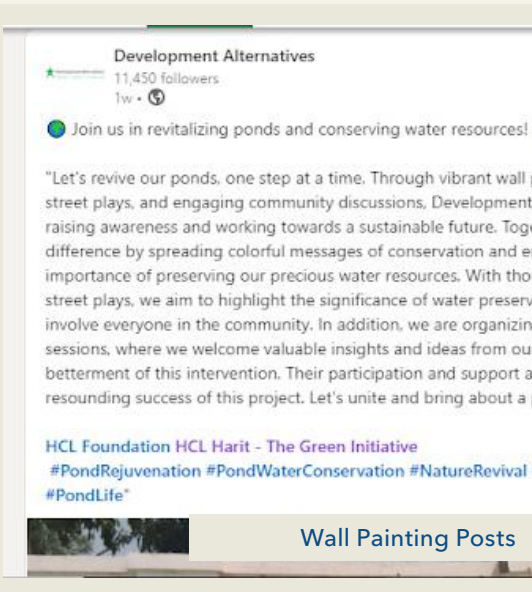 Development Alternatives
11,450 followers
1w •
Join us in revitalizing ponds and conserving water resources!
"Let's revive our ponds, one step at a time. Through vibrant wall
street plays, and engaging community discussions, Development
raising awareness and working towards a sustainable future.
difference by spreading colorful messages of conservation and
importance of preserving our precious water resources. With
street plays, we aim to highlight the significance of water
involve everyone in the community. In addition, we are
sessions, where we welcome valuable insights and ideas from
betterment of this intervention. Their participation and support
resounding success of this project. Let's unite and bring about a
HCL Foundation HCL Harit - The Green Initiative
#PondRejuvenation #PondWaterConservation #NatureRevival
#PondLife"
Wall Painting Posts